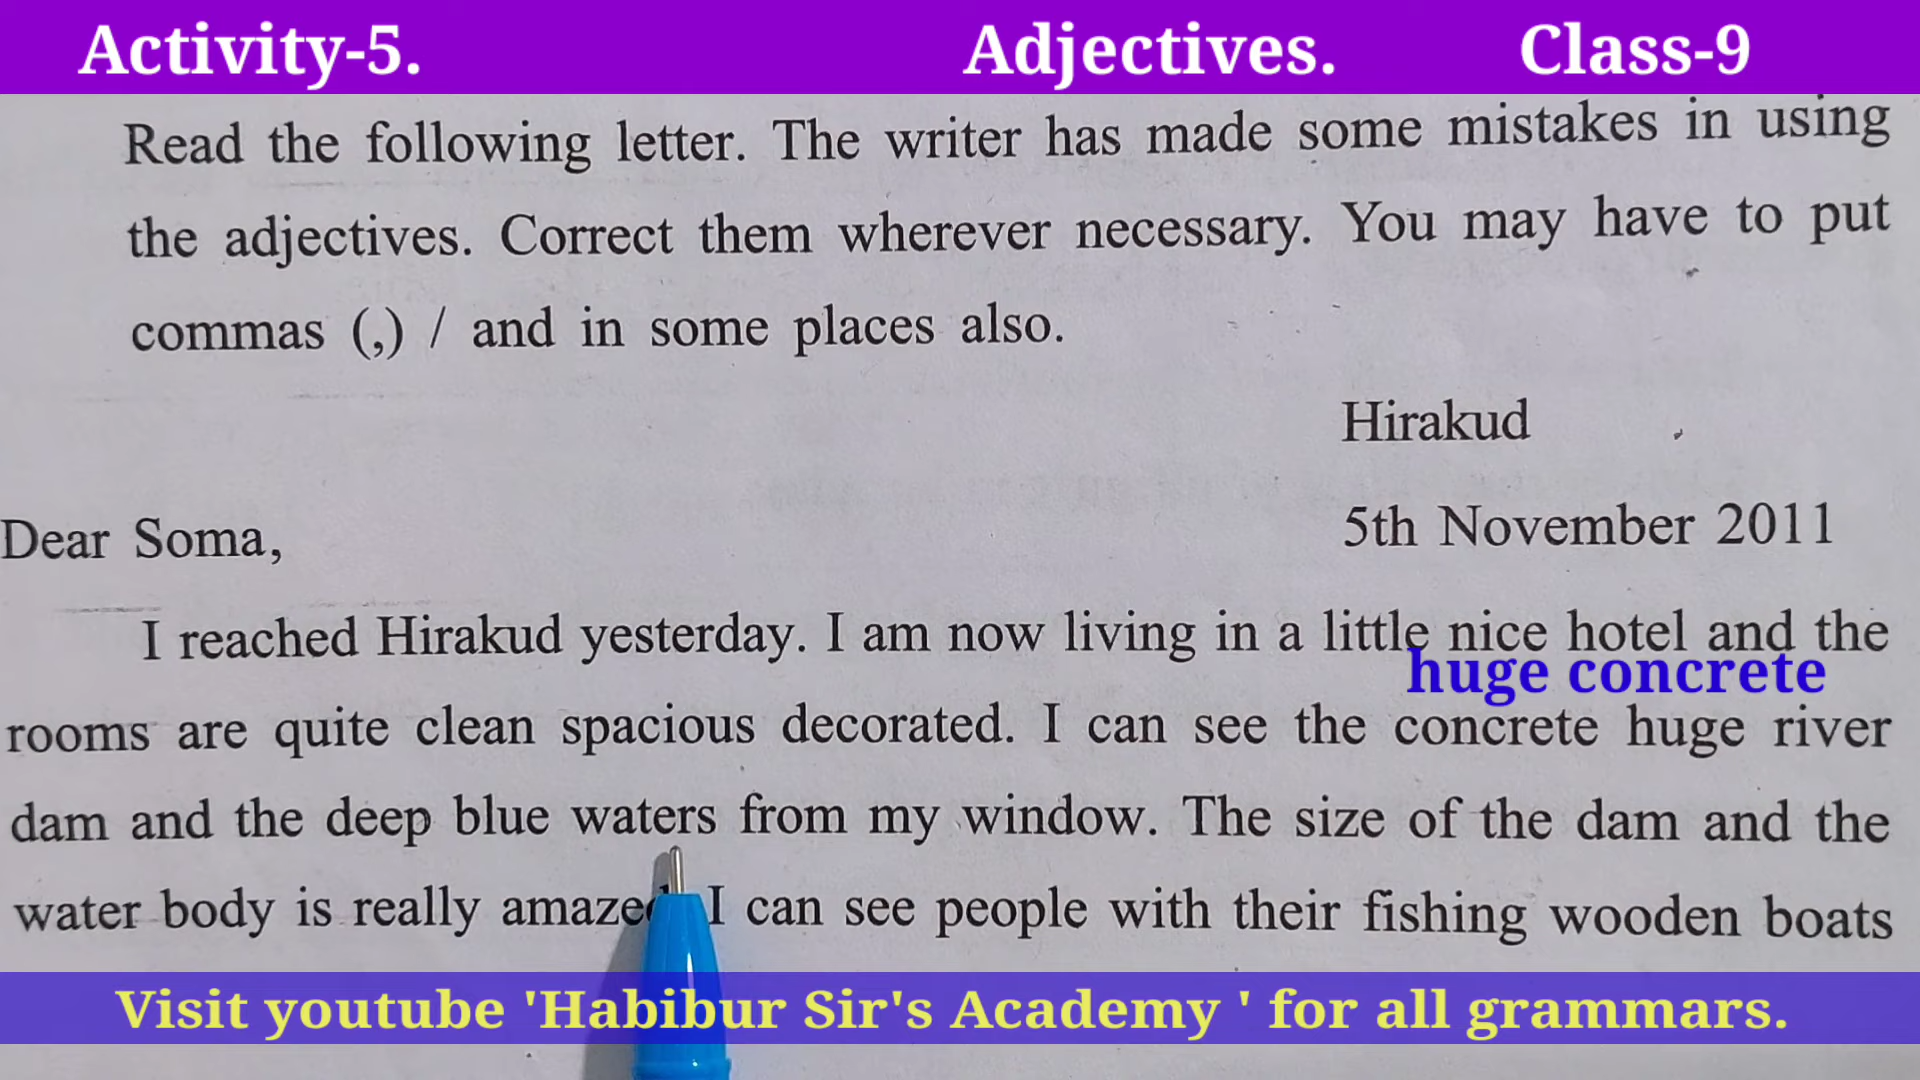 Activity-5. Adjectives. Class-9
Read the following letter. The writer has made some mistakes in using
the adjectives. Correct them wherever necessary. You may have to put
commas (,) / and in some places also.
Hirakud
Dear Soma, 5th November 2011
I reached Hirakud yesterday. I am now living in a little nice hotel and the
huge concrete
rooms are quite clean spacious decorated. I can see the concrete huge river
dam and the deep blue waters from my window. The size of the dam and the
water body is really amazed I can see people with their fishing wooden boats
Visit youtube 'Habibur Sir's Academy ' for all grammars.